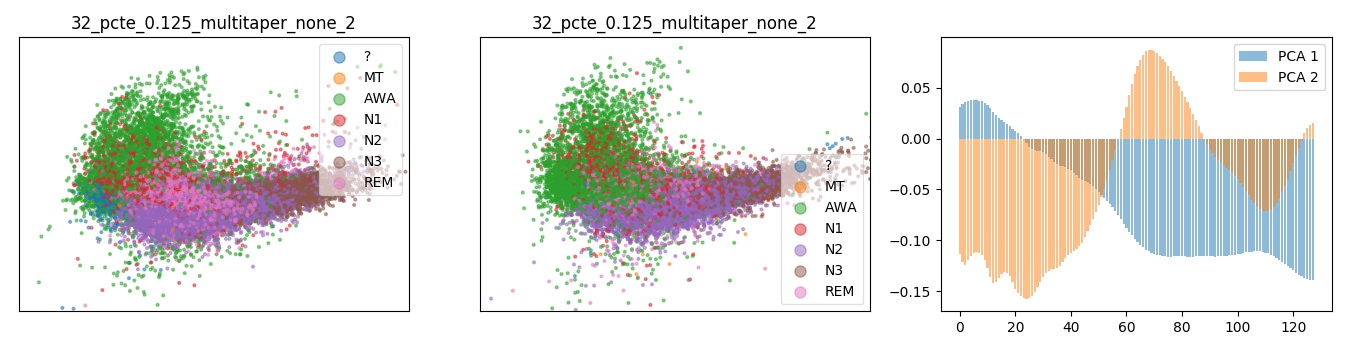 32_pcte_0.125_multitaper_none_2
?
MT
AWA
N1
N2
N3
REM
32_pcte_0.125_multitaper_none_2
?
MT
AWA
N1
N2
N3
REM
PCA 1
PCA 2
0.05
0.00
−0.05
−0.10
−0.15
0 20 40 60 80 100 120